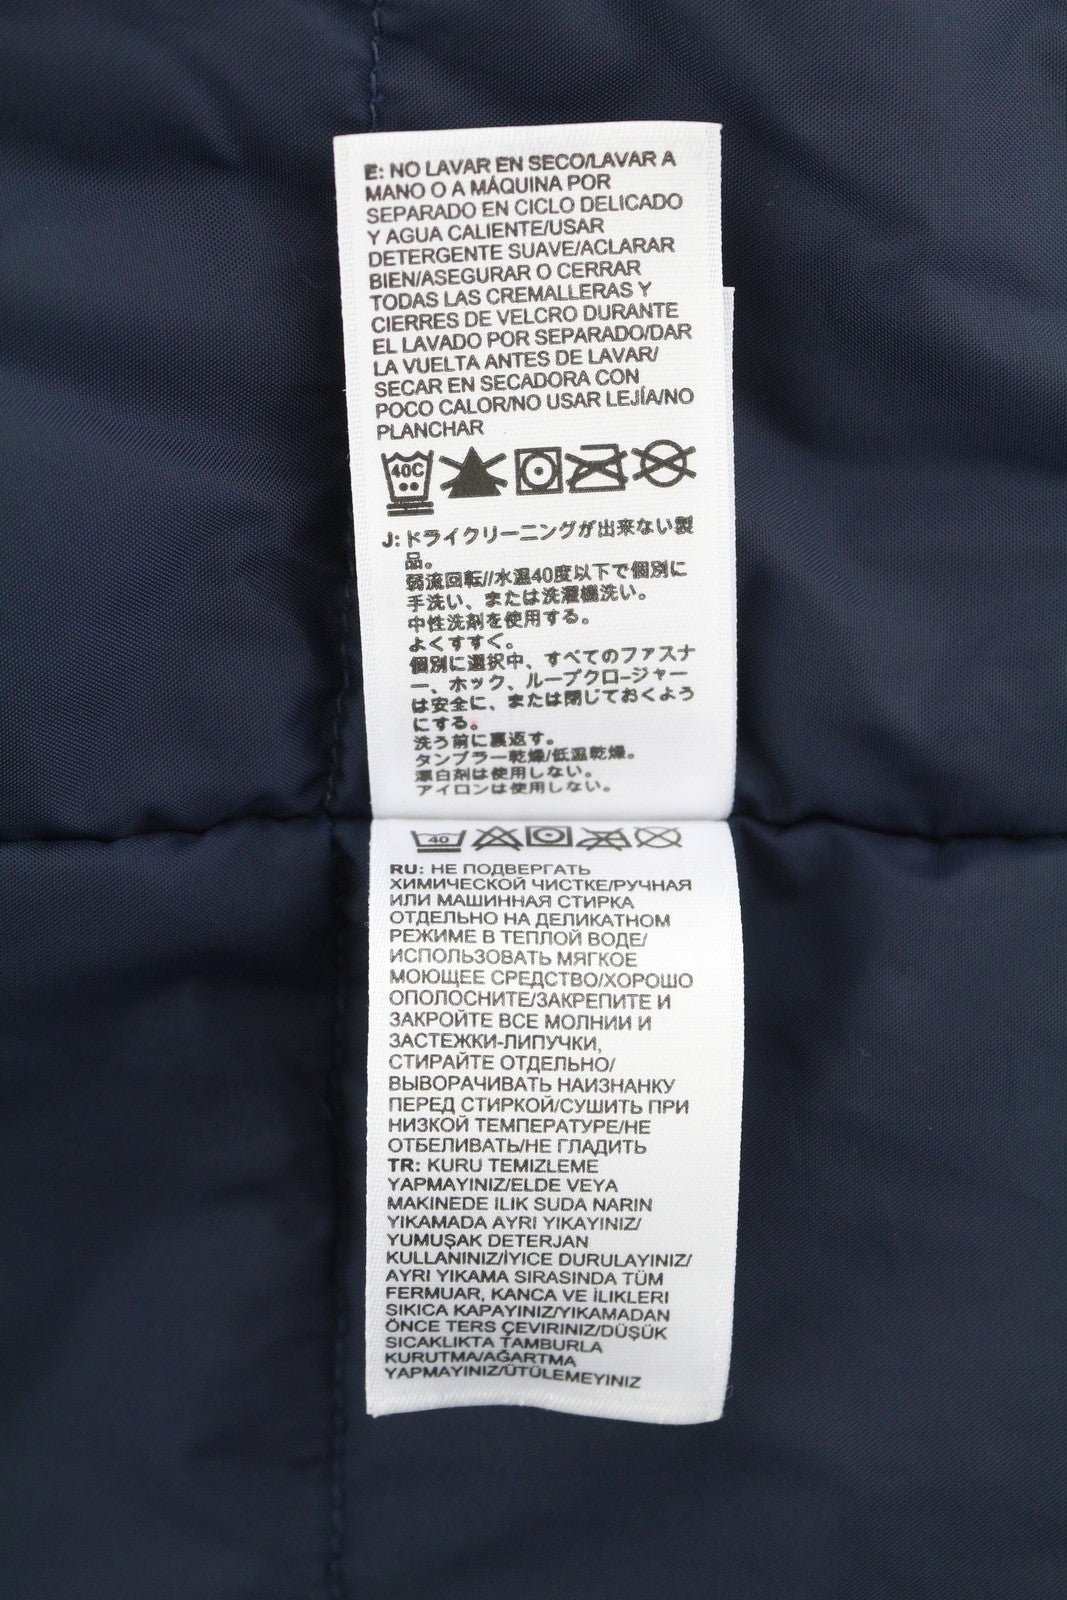 E: NO LAVAR EN SECO/LAVAR A
MANO O A MÁQUINA POR
SEPARADO EN CICLO DELICADO
Y AGUA CALIENTE/USAR
DETERGENTE SUAVE/ACLARAR
BIEN/ASEGURAR O CERRAR
TODAS LAS CREMALLERAS Y
CIERRES DE VELCRO DURANTE
EL LAVADO POR SEPARADO/DAR
LA VUELTA ANTES DE LAVAR/
SECAR EN SECADORA CON
POCO CALOR/NO USAR LEJÍA/NO
PLANCHAR
40C
J: ドライクリーニングが出来ない製
品。
弱流回転//水温40度以下で個別に
手洗い、または洗濯機洗い。
中性洗剤を使用する。
よくすすぐ。
個別に選択中、すべてのファスナ
ー、ホック、ループクロージャー
は安全に、または閉じておくよう
にする。
洗う前に裏返す。
タンブラー乾燥/低温乾燥。
漂白剤は使用しない。
アイロンは使用しない。
40
RU: НЕ ПОДВЕРГАТЬ
ХИМИЧЕСКОЙ ЧИСТКЕ/РУЧНАЯ
ИЛИ МАШИННАЯ СТИРКА
ОТДЕЛЬНО НА ДЕЛИКАТНОМ
РЕЖИМЕ В ТЕПЛОЙ ВОДЕ/
ИСПОЛЬЗОВАТЬ МЯГКОЕ
МОЮЩЕЕ СРЕДСТВО/ХОРОШО
ОПОЛОСНИТЕ/ЗАКРЕПИТЕ И
ЗАКРОЙТЕ ВСЕ МОЛНИИ И
ЗАСТЕЖКИ-ЛИПУЧКИ,
СТИРАЙТЕ ОТДЕЛЬНО/
ВЫВОРАЧИВАТЬ НАИЗНАНКУ
ПЕРЕД СТИРКОЙ/СУШИТЬ ПРИ
НИЗКОЙ ТЕМПЕРАТУРЕ/НЕ
ОТБЕЛИВАТЬ/НЕ ГЛАДИТЬ
TR: KURU TEMIZLEME
YAPMAYINIZ/ELDE VEYA
MAKINEDE ILIK SUDA NARIN
YIKAMADA AYRI YIKAYINIZ/
YUMUŞAK DETERJAN
KULLANINIZ/İYICE DURULAYINIZ/
AYRI YIKAMA SIRASINDA TÜM
FERMUAR, KANCA VE İLIKLERI
SIKICA KAPAYINIZ/YIKAMADAN
ÖNCE TERS ÇEVIRINIZ/DÜŞÜK
SICAKLIKTA TAMBURLA
KURUTMA/AĞARTMA
YAPMAYINIZ/ÜTÜLEMEYINIZ